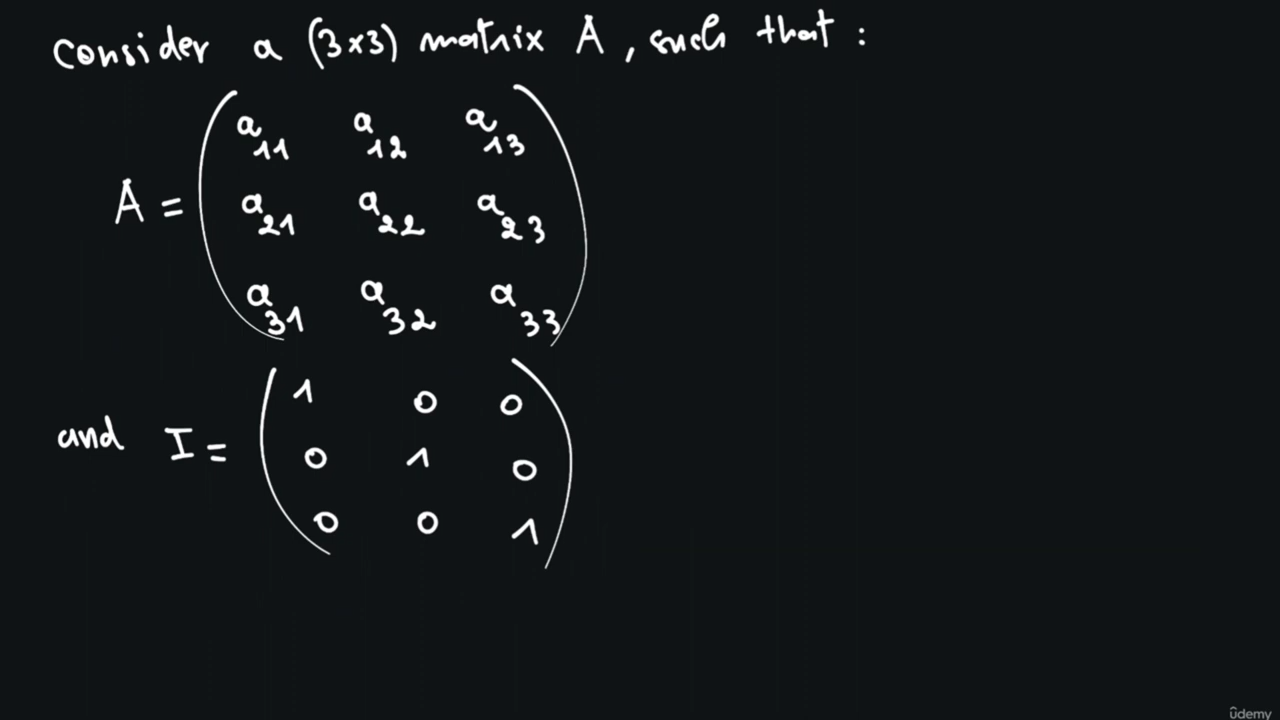 Consider a (3×3) matrix A, such that :
a11 a12 a13
A = a21 a22 a23
a31 a32 a33
1 0 0
and I = 0 1 0
0 0 1
ûdemy